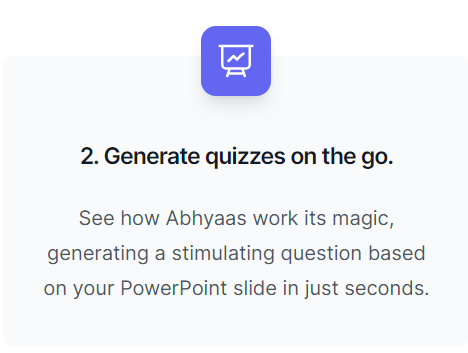 2. Generate quizzes on the go.
See how Abhyaas work its magic,
generating a stimulating question based
on your PowerPoint slide in just seconds.